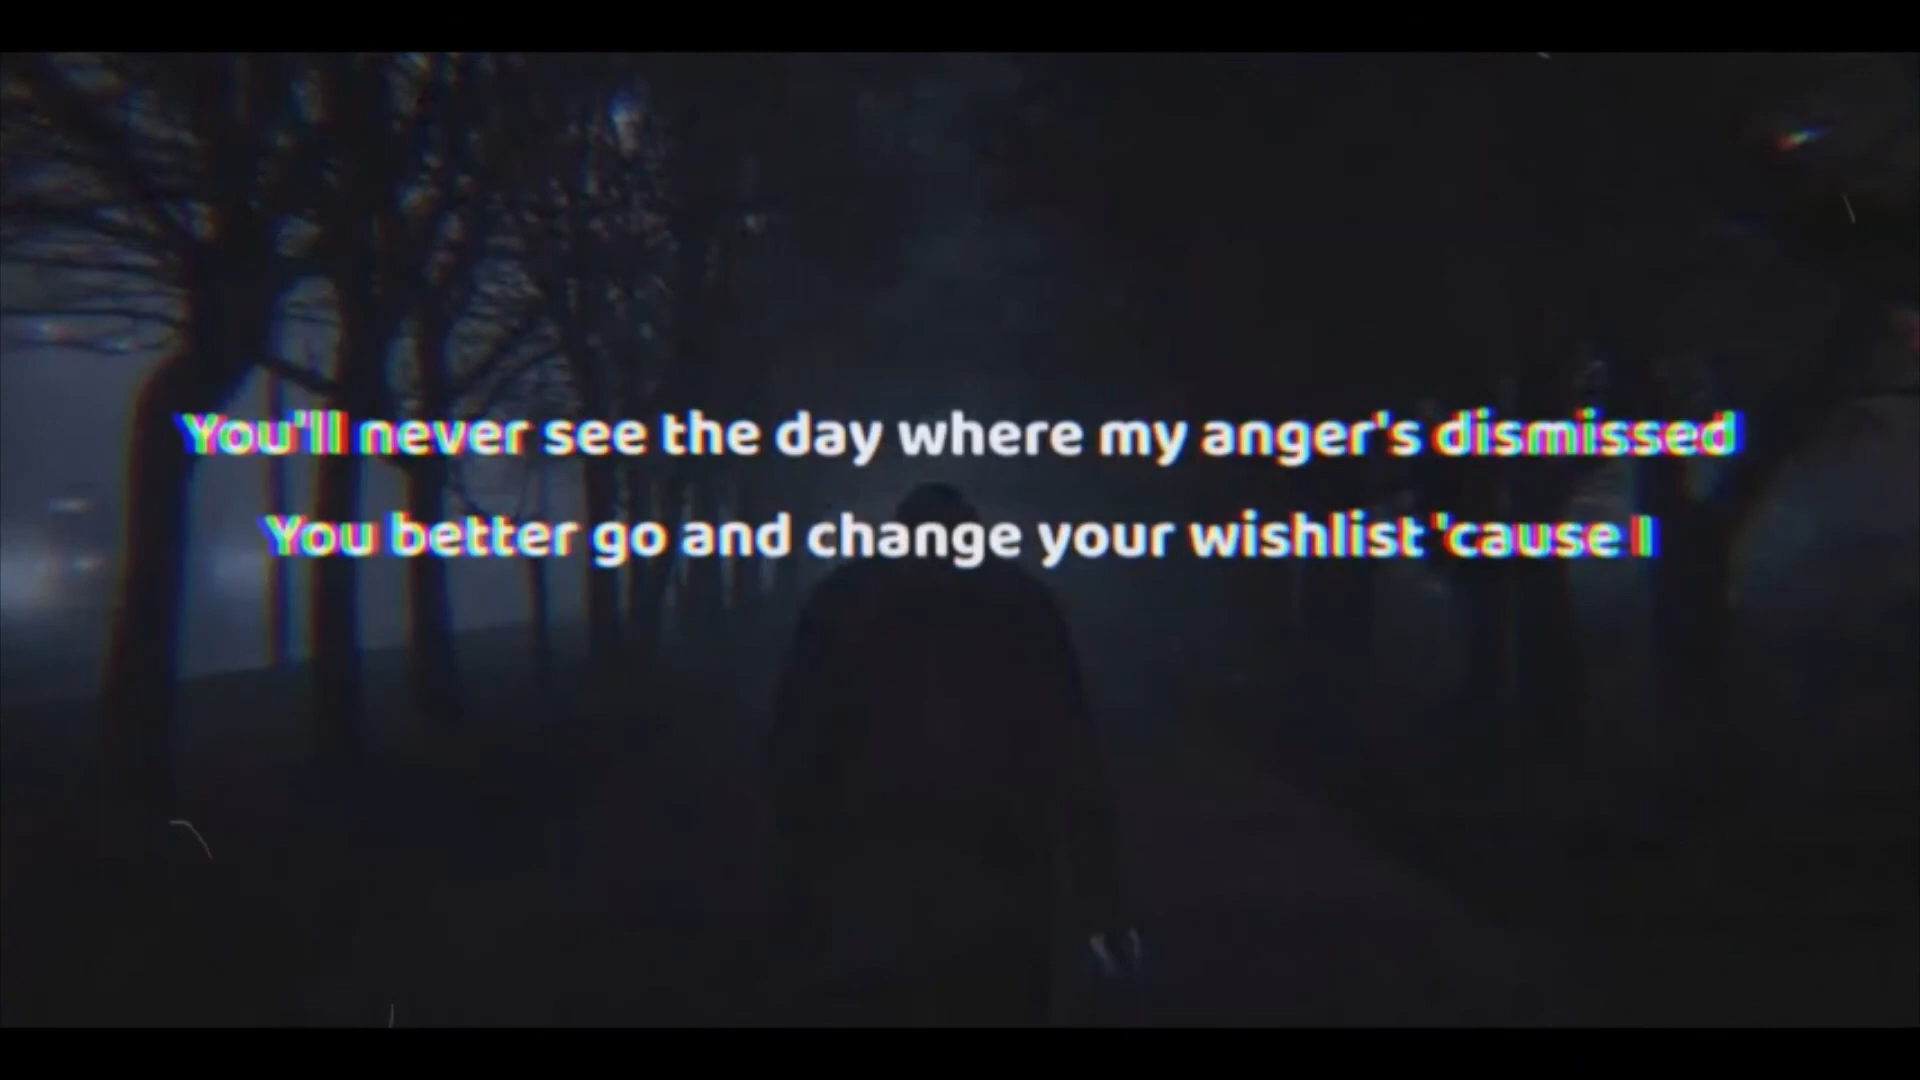 You'll never see the day where my anger's dismissed
You better go and change your wishlist 'cause I